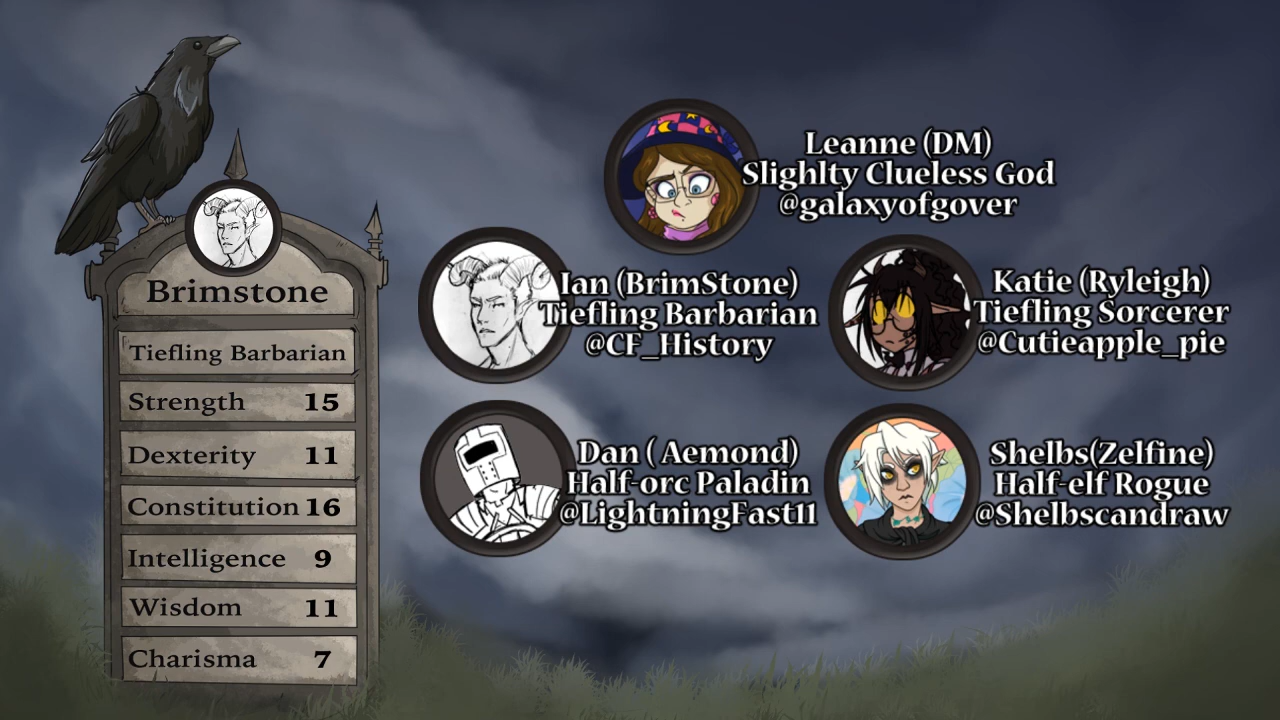 Brimstone
Tiefling Barbarian
Strength 15
Dexterity 11
Constitution 16
Intelligence 9
Wisdom 11
Charisma 7
Leanne (DM)
Slighlty Clueless God
@galaxyofgover
Ian (BrimStone)
Tiefling Barbarian
@CF_History
Katie (Ryleigh)
Tiefling Sorcerer
@Cutieapple_pie
Dan ( Aemond)
Half-orc Paladin
@LightningFast11
Shelbs(Zelfine)
Half-elf Rogue
@Shelbscandraw